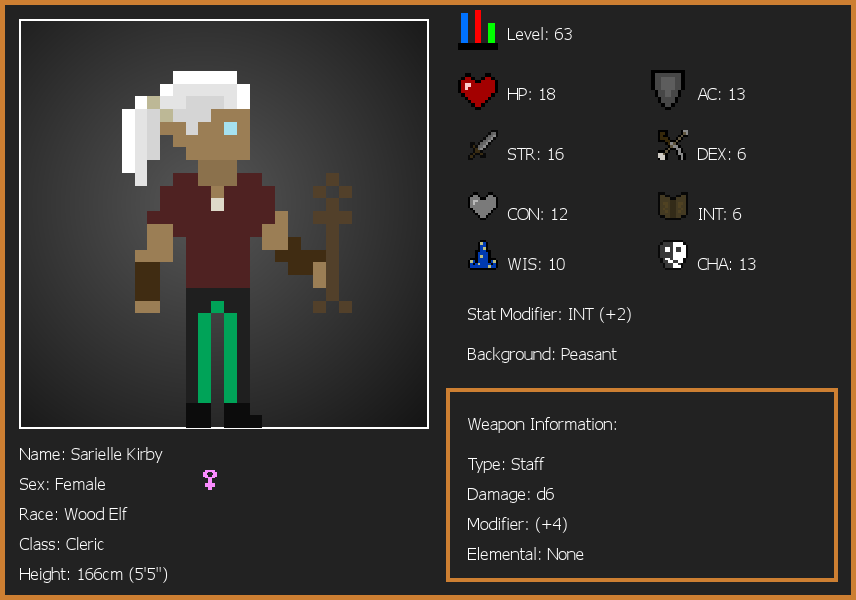 Level: 63
HP: 18
AC: 13
STR: 16
DEX: 6
CON: 12
INT: 6
WIS: 10
CHA: 13
Stat Modifier: INT (+2)
Background: Peasant
Weapon Information:
Type: Staff
Damage: d6
Modifier: (+4)
Elemental: None
Name: Sarielle Kirby
Sex: Female
Race: Wood Elf
Class: Cleric
Height: 166cm (5'5")